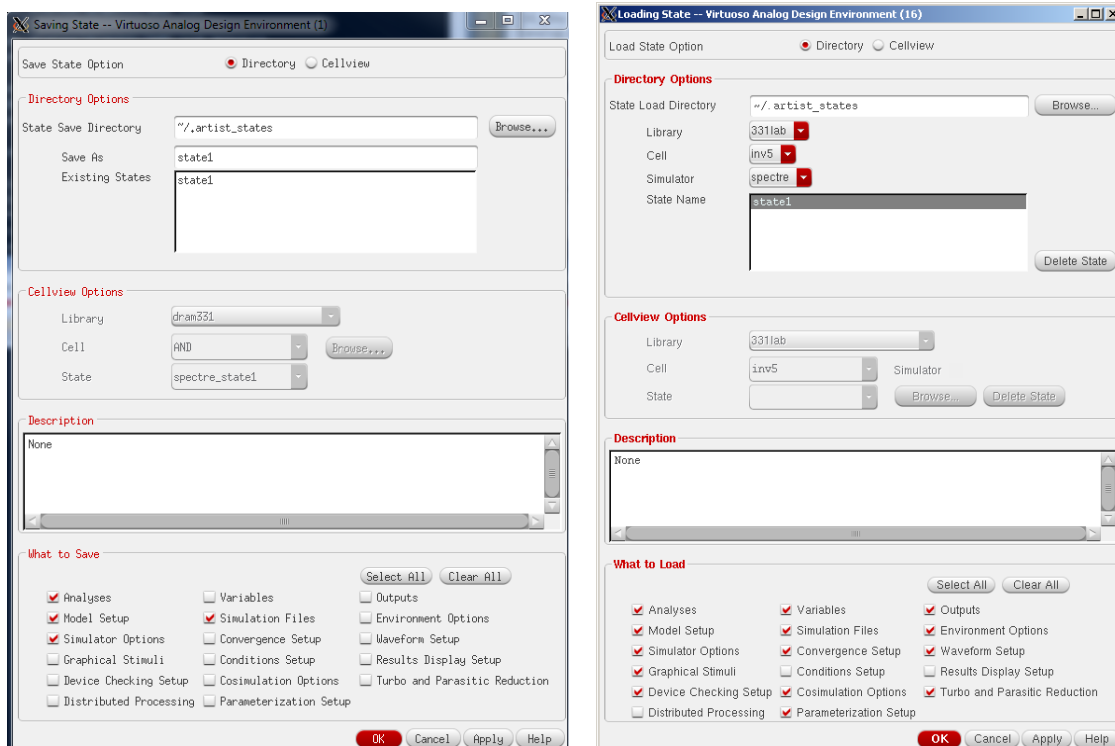 Saving State -- Virtuoso Analog Design Environment (1)
Save State Option Directory Cellview
Directory Options
State Save Directory ~/.artist_states Browse...
Save As state1
Existing States state1
Cellview Options
Library dram331
Cell AND Browse...
State spectre_state1
Description
None
What to Save
Select All Clear All
Analyses Variables Outputs
Model Setup Simulation Files Environment Options
Simulator Options Convergence Setup Waveform Setup
Graphical Stimuli Conditions Setup Results Display Setup
Device Checking Setup Cosimulation Options Turbo and Parasitic Reduction
Distributed Processing Parameterization Setup
OK Cancel Apply Help
Loading State -- Virtuoso Analog Design Environment (16)
Load State Option Directory Cellview
Directory Options
State Load Directory ~/.artist_states Browse...
Library 331lab
Cell inv5
Simulator spectre
State Name state1
Delete State
Cellview Options
Library 331lab
Cell inv5 Simulator
State Browse... Delete State
Description
None
What to Load
Select All Clear All
Analyses Variables Outputs
Model Setup Simulation Files Environment Options
Simulator Options Convergence Setup Waveform Setup
Graphical Stimuli Conditions Setup Results Display Setup
Device Checking Setup Cosimulation Options Turbo and Parasitic Reduction
Distributed Processing Parameterization Setup
OK Cancel Apply Help